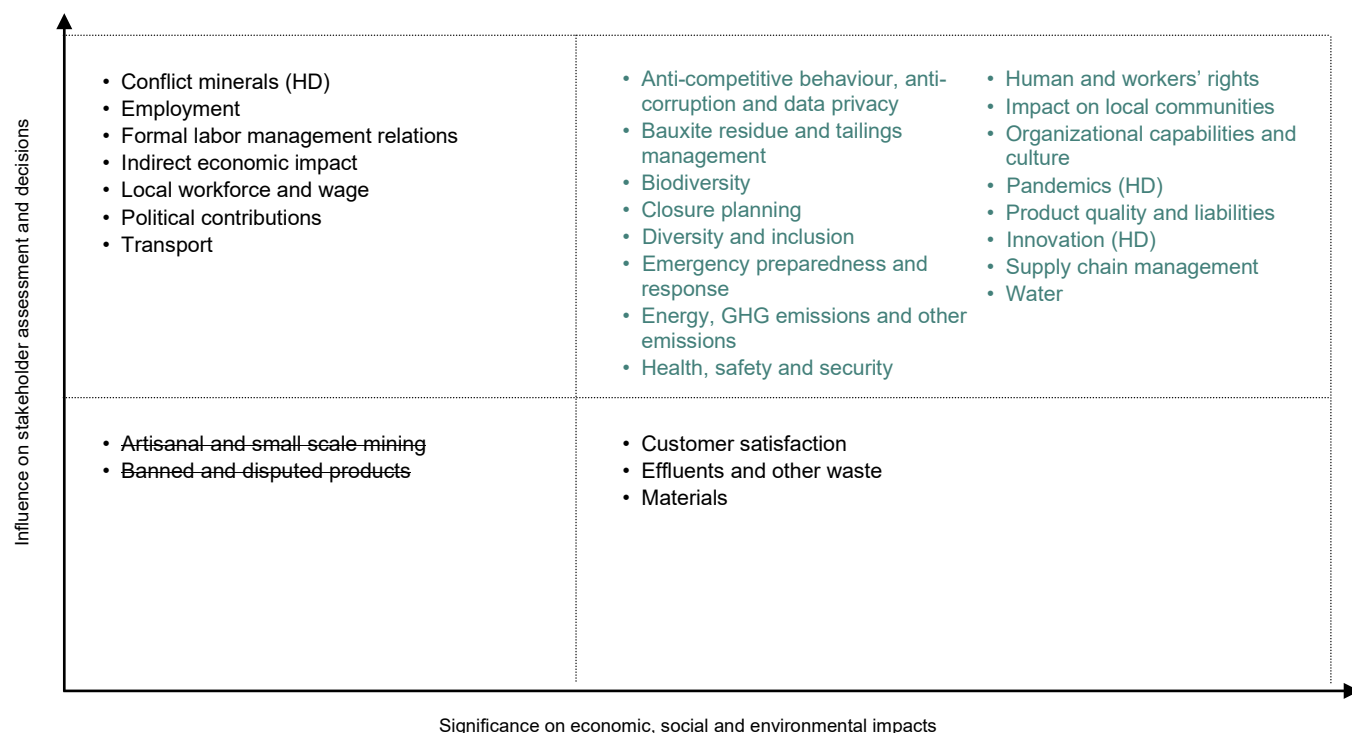 Influence on stakeholder assessment and decisions
• Conflict minerals (HD)
• Employment
• Formal labor management relations
• Indirect economic impact
• Local workforce and wage
• Political contributions
• Transport
• Anti-competitive behaviour, anti-
corruption and data privacy
• Bauxite residue and tailings
management
• Biodiversity
• Closure planning
• Diversity and inclusion
• Emergency preparedness and
response
• Energy, GHG emissions and other
emissions
• Health, safety and security
• Human and workers’ rights
• Impact on local communities
• Organizational capabilities and
culture
• Pandemics (HD)
• Product quality and liabilities
• Innovation (HD)
• Supply chain management
• Water
• Artisanal and small scale mining
• Banned and disputed products
• Customer satisfaction
• Effluents and other waste
• Materials
Significance on economic, social and environmental impacts